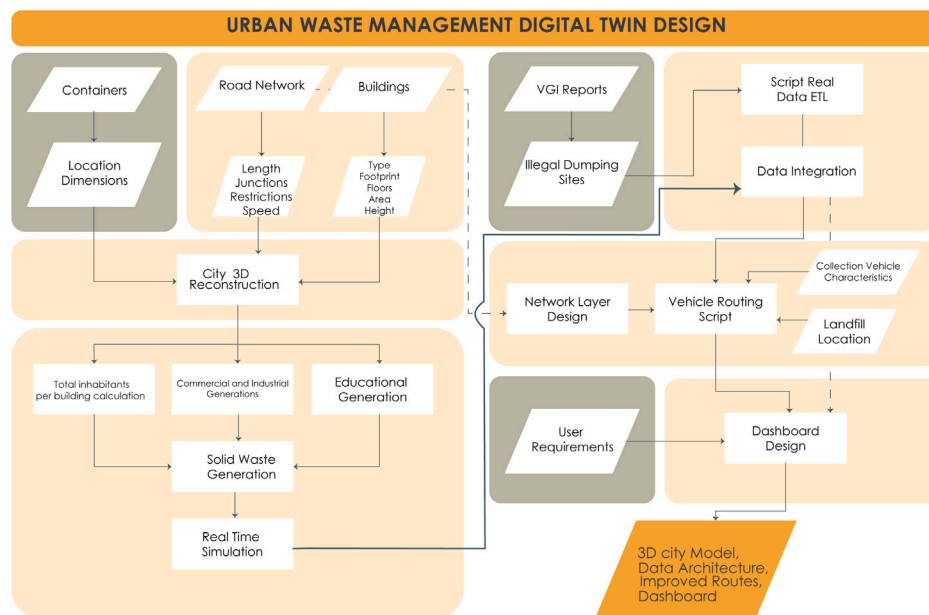 URBAN WASTE MANAGEMENT DIGITAL TWIN DESIGN
Containers
Location
Dimensions
Road Network
Buildings
Length
Junctions
Restrictions
Speed
Type
Footprint
Floors
Area
Height
City 3D
Reconstruction
Total inhabitants
per building calculation
Commercial and Industrial
Generations
Educational
Generation
Solid Waste
Generation
Real Time
Simulation
VGI Reports
Illegal Dumping
Sites
Script Real
Data ETL
Data Integration
Network Layer
Design
Vehicle Routing
Script
Collection Vehicle
Characteristics
Landfill
Location
User
Requirements
Dashboard
Design
3D city Model,
Data Architecture,
Improved Routes,
Dashboard